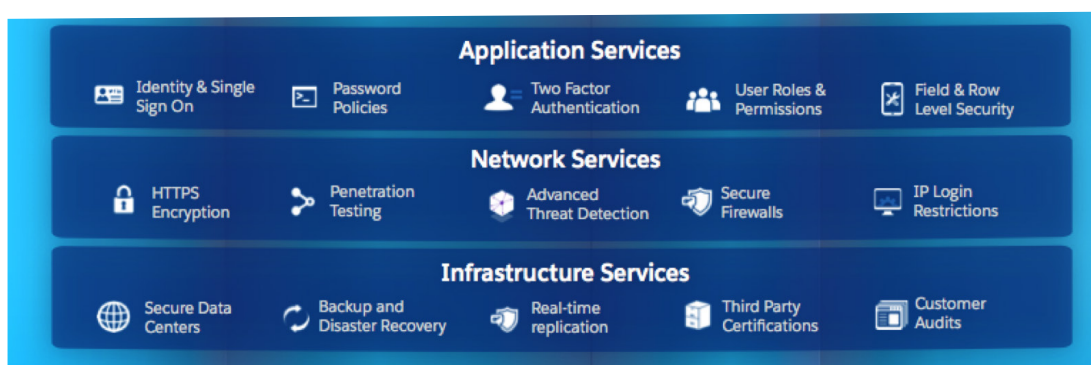 Application Services
Identity & Single
Sign On
Password
Policies
Two Factor
Authentication
User Roles &
Permissions
Field & Row
Level Security
Network Services
HTTPS
Encryption
Penetration
Testing
Advanced
Threat Detection
Secure
Firewalls
IP Login
Restrictions
Infrastructure Services
Secure Data
Centers
Backup and
Disaster Recovery
Real-time
replication
Third Party
Certifications
Customer
Audits